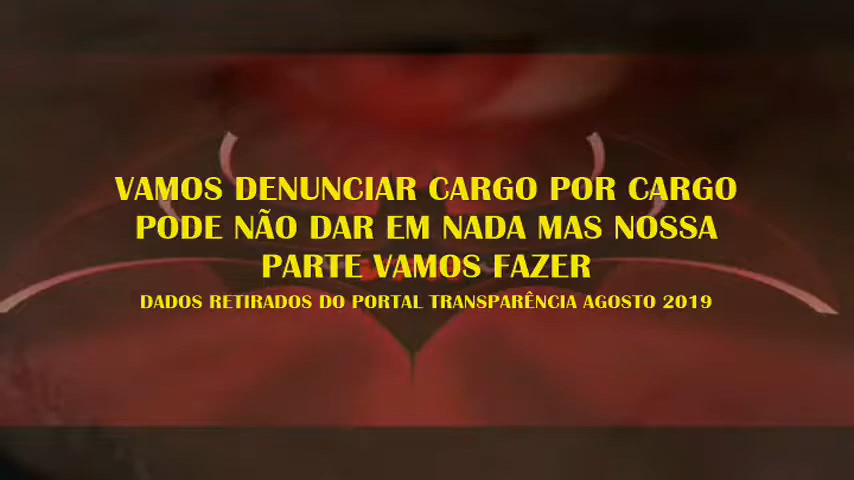 VAMOS DENUNCIAR CARGO POR CARGO
PODE NÃO DAR EM NADA MAS NOSSA
PARTE VAMOS FAZER
DADOS RETIRADOS DO PORTAL TRANSPARÊNCIA AGOSTO 2019